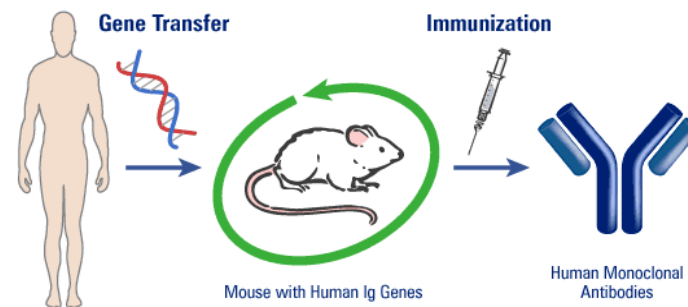 Gene Transfer
Immunization
Mouse with Human Ig Genes
Human Monoclonal
Antibodies